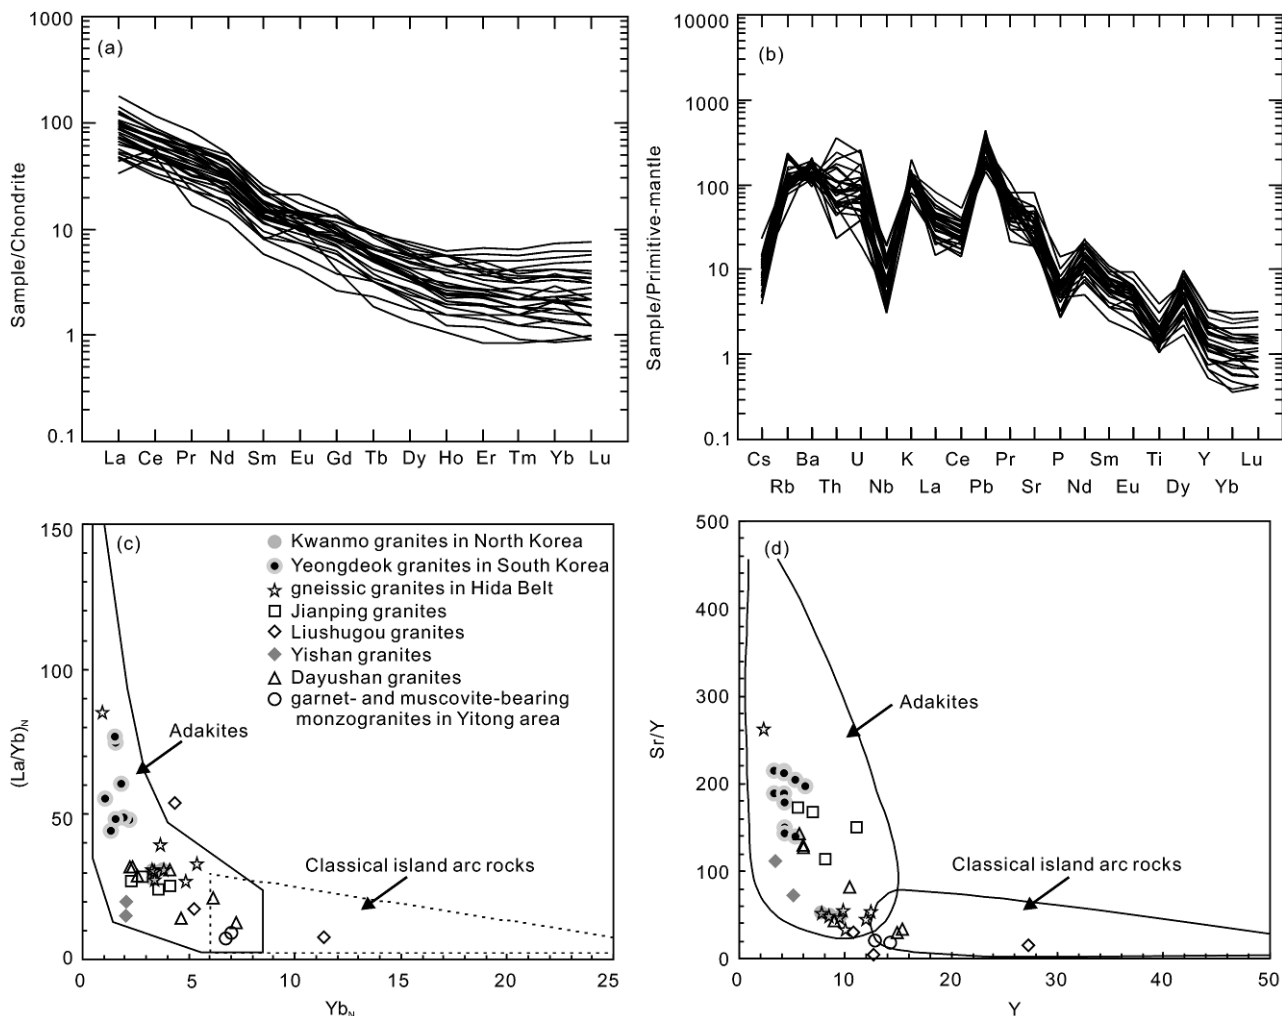 (a)
Sample/Chondrite
1000
100
10
1
0.1
La Ce Pr Nd Sm Eu Gd Tb Dy Ho Er Tm Yb Lu
(b)
Sample/Primitive-mantle
10000
1000
100
10
1
0.1
Cs Ba U K Ce Pr P Sm Ti Y Lu
Rb Th Nb La Pb Sr Nd Eu Dy Yb
(c)
(La/Yb)N
150
100
50
0
Kwanmo granites in North Korea
Yeongdeok granites in South Korea
gneissic granites in Hida Belt
Jianping granites
Liushugou granites
Yishan granites
Dayushan granites
garnet- and muscovite-bearing
monzogranites in Yitong area
Adakites
Classical island arc rocks
0 5 10 15 20 25
YbN
(d)
Sr/Y
500
400
300
200
100
0
Adakites
Classical island arc rocks
0 10 20 30 40 50
Y